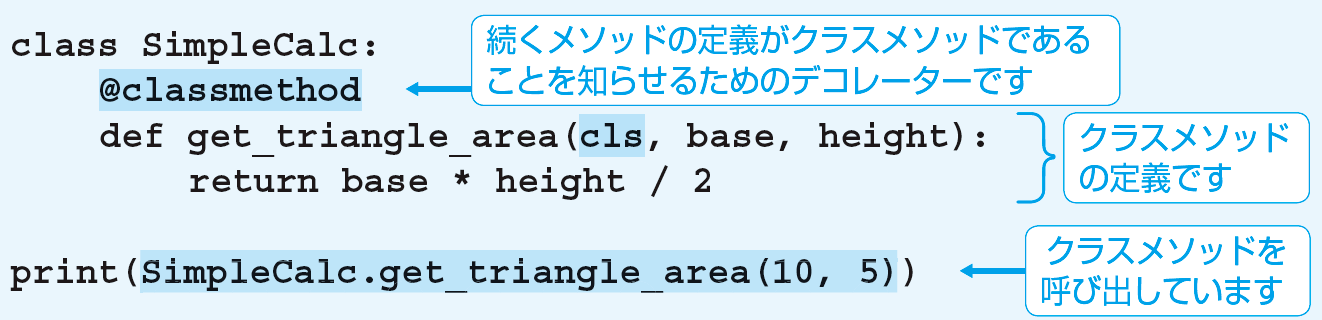 class SimpleCalc:
続くメソッドの定義がクラスメソッドである
ことを知らせるためのデコレーターです
@classmethod
def get_triangle_area(cls, base, height):
return base * height / 2
クラスメソッド
の定義です
print(SimpleCalc.get_triangle_area(10, 5))
クラスメソッドを
呼び出しています